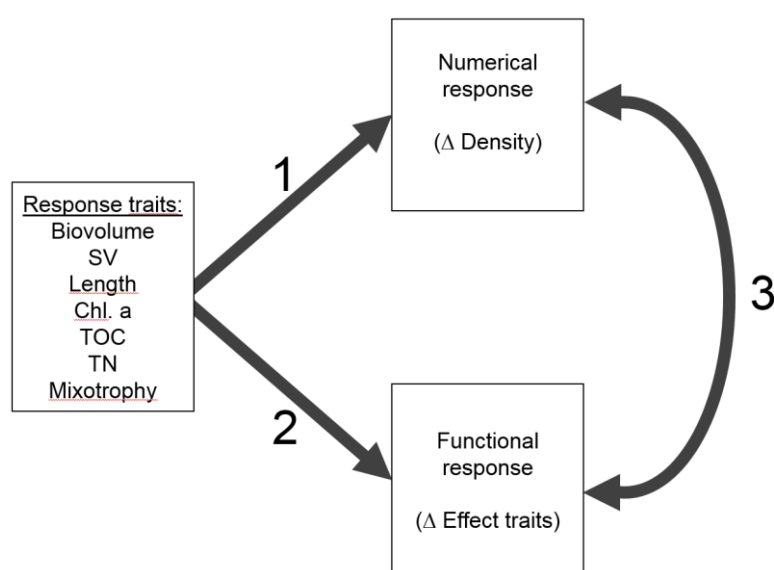 Numerical
response
(Δ Density)
1
Response traits:
Biovolume
SV
Length
Chl. a
TOC
TN
Mixotrophy
3
2
Functional
response
(Δ Effect traits)